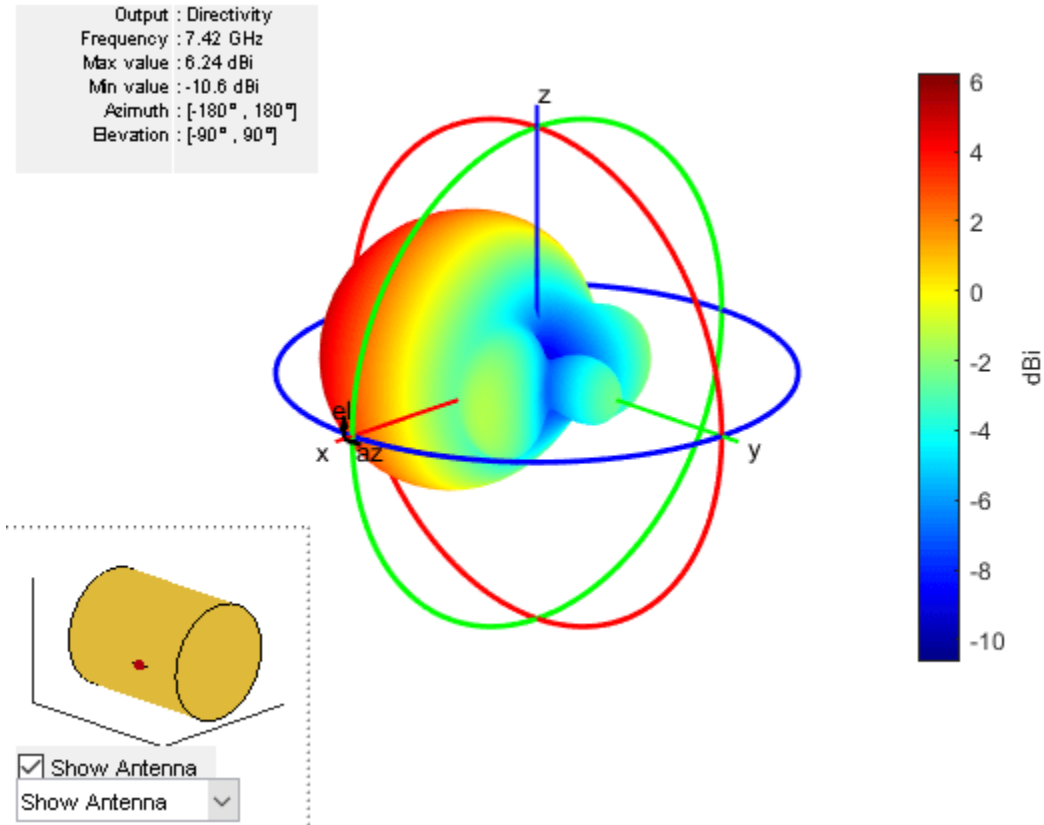 Output : Directivity
Frequency : 7.42 GHz
Max value : 6.24 dBi
Min value : -10.6 dBi
Azimuth : [-180° , 180°]
Elevation : [-90° , 90°]
z
x
y
el
az
6
4
2
0
-2
-4
-6
-8
-10
dBi
Show Antenna
Show Antenna